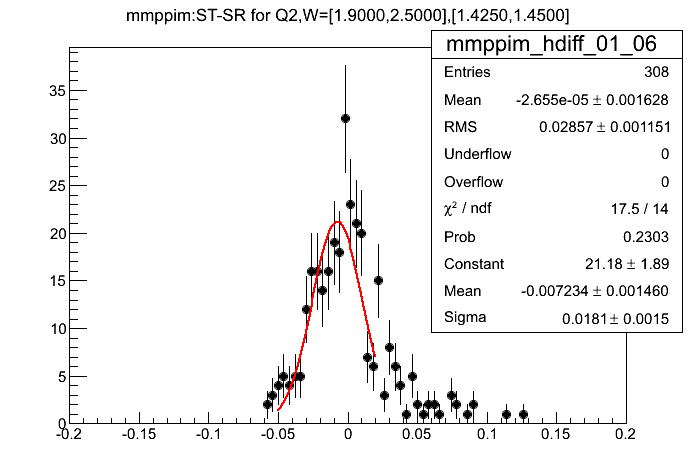 mmppim:ST-SR for Q2,W=[1.9000,2.5000],[1.4250,1.4500]
mmppim_hdiff_01_06
Entries 308
Mean -2.655e-05 ± 0.001628
RMS 0.02857 ± 0.001151
Underflow 0
Overflow 0
χ² / ndf 17.5 / 14
Prob 0.2303
Constant 21.18 ± 1.89
Mean -0.007234 ± 0.001460
Sigma 0.0181 ± 0.0015
35
30
25
20
15
10
5
0
-0.2 -0.15 -0.1 -0.05 0 0.05 0.1 0.15 0.2